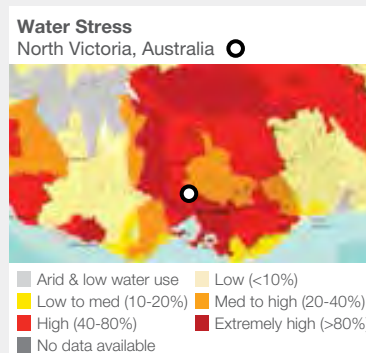 Water Stress
North Victoria, Australia
Arid & low water use
Low (<10%)
Low to med (10-20%)
Med to high (20-40%)
High (40-80%)
Extremely high (>80%)
No data available